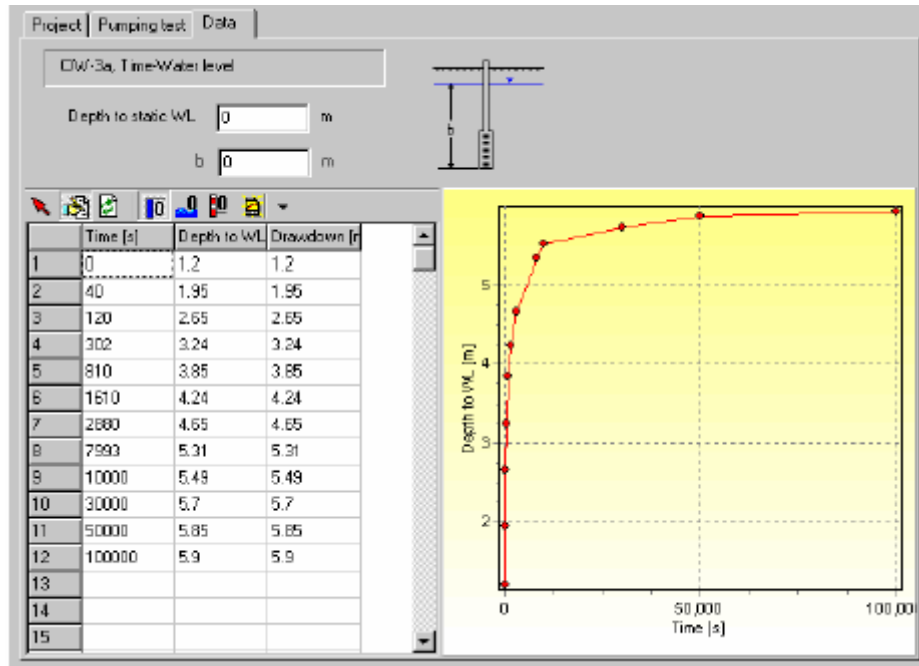 Project Pumping test Data
OW-3a, Time-Water level
Depth to static WL 0 m
b
b 0 m
Time [s] Depth to WL Drawdown [
1 0 1.2 1.2
2 40 1.95 1.95
3 120 2.65 2.65
4 302 3.24 3.24
5 810 3.85 3.85
6 1610 4.24 4.24
7 2880 4.65 4.65
8 7993 5.31 5.31
9 10000 5.49 5.49
10 30000 5.7 5.7
11 50000 5.85 5.85
12 100000 5.9 5.9
13
14
15
Depth to WL [m]
5
4
3
2
0 50,000 100,00
Time [s]